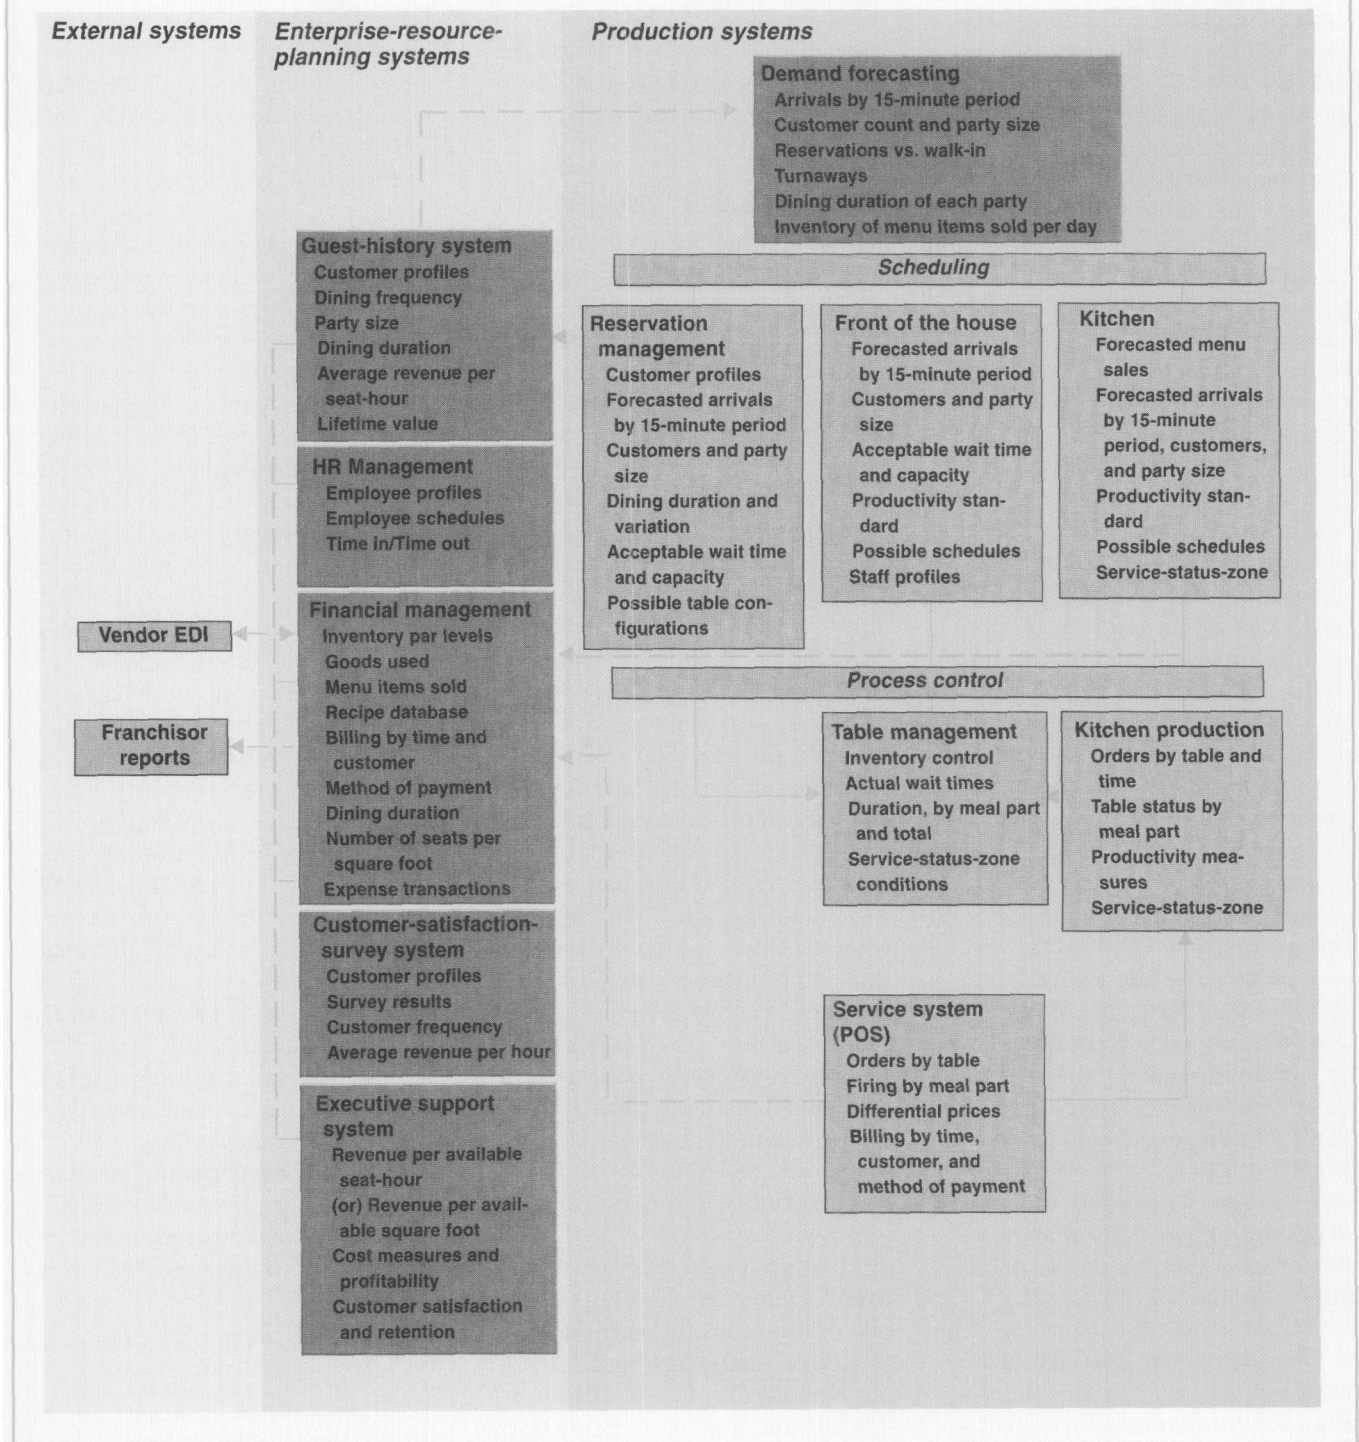 External systems
Enterprise-resource-
planning systems
Production systems
Demand forecasting
Arrivals by 15-minute period
Customer count and party size
Reservations vs. walk-in
Turnaways
Dining duration of each party
Inventory of menu items sold per day
Guest-history system
Customer profiles
Dining frequency
Party size
Dining duration
Average revenue per
seat-hour
Lifetime value
HR Management
Employee profiles
Employee schedules
Time in/Time out
Financial management
Inventory par levels
Goods used
Menu items sold
Recipe database
Billing by time and
customer
Method of payment
Dining duration
Number of seats per
square foot
Expense transactions
Customer-satisfaction-
survey system
Customer profiles
Survey results
Customer frequency
Average revenue per hour
Executive support
system
Revenue per available
seat-hour
(or) Revenue per avail-
able square foot
Cost measures and
profitability
Customer satisfaction
and retention
Vendor EDI
Franchisor
reports
Scheduling
Reservation
management
Customer profiles
Forecasted arrivals
by 15-minute period
Customers and party
size
Dining duration and
variation
Acceptable wait time
and capacity
Possible table con-
figurations
Front of the house
Forecasted arrivals
by 15-minute period
Customers and party
size
Acceptable wait time
and capacity
Productivity stan-
dard
Possible schedules
Staff profiles
Kitchen
Forecasted menu
sales
Forecasted arrivals
by 15-minute
period, customers,
and party size
Productivity stan-
dard
Possible schedules
Service-status-zone
Process control
Table management
Inventory control
Actual wait times
Duration, by meal part
and total
Service-status-zone
conditions
Kitchen production
Orders by table and
time
Table status by
meal part
Productivity mea-
sures
Service-status-zone
Service system
(POS)
Orders by table
Firing by meal part
Differential prices
Billing by time,
customer, and
method of payment